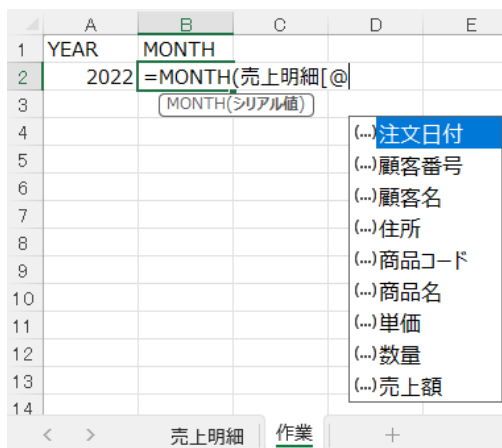 A B C D E
1 YEAR MONTH
2 2022 =MONTH(売上明細[@
3 MONTH(シリアル値)
4 (...)注文日付
5 (...)顧客番号
6 (...)顧客名
7 (...)住所
8 (...)商品コード
9
10 (...)商品名
11 (...)単価
12 (...)数量
13 (...)売上額
14
< > 売上明細 作業 +